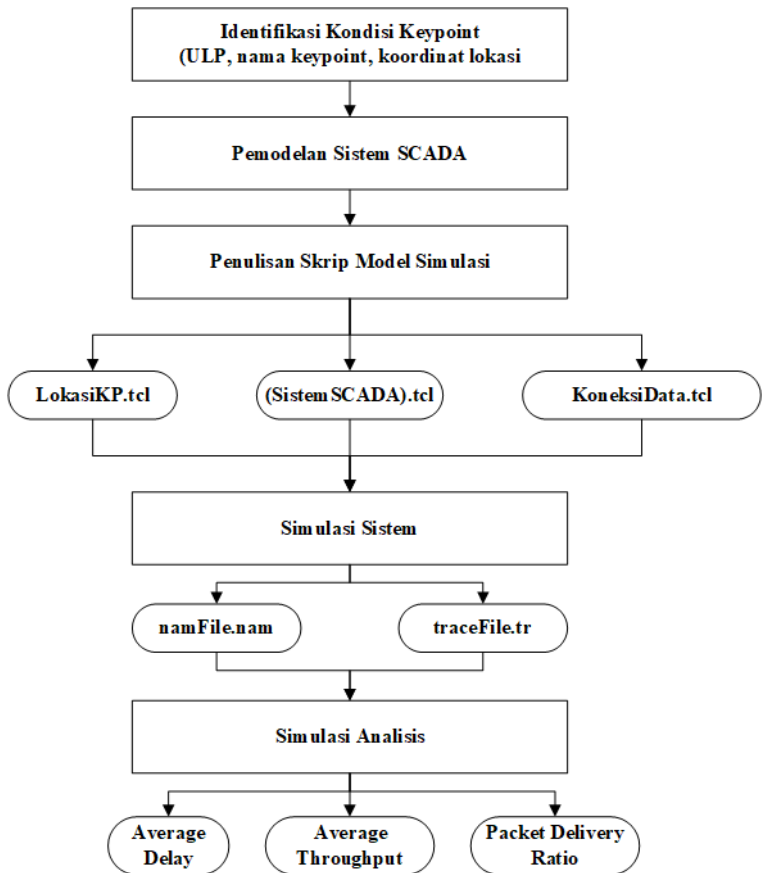 Identifikasi Kondisi Keypoint
(ULP, nama keypoint, koordinat lokasi
Pemodelan Sistem SCADA
Penulisan Skrip Model Simulasi
LokasiKP.tcl
(SistemSCADA).tcl
KoneksiData.tcl
Simulasi Sistem
namFile.nam
traceFile.tr
Simulasi Analisis
Average
Delay
Average
Throughput
Packet Delivery
Ratio